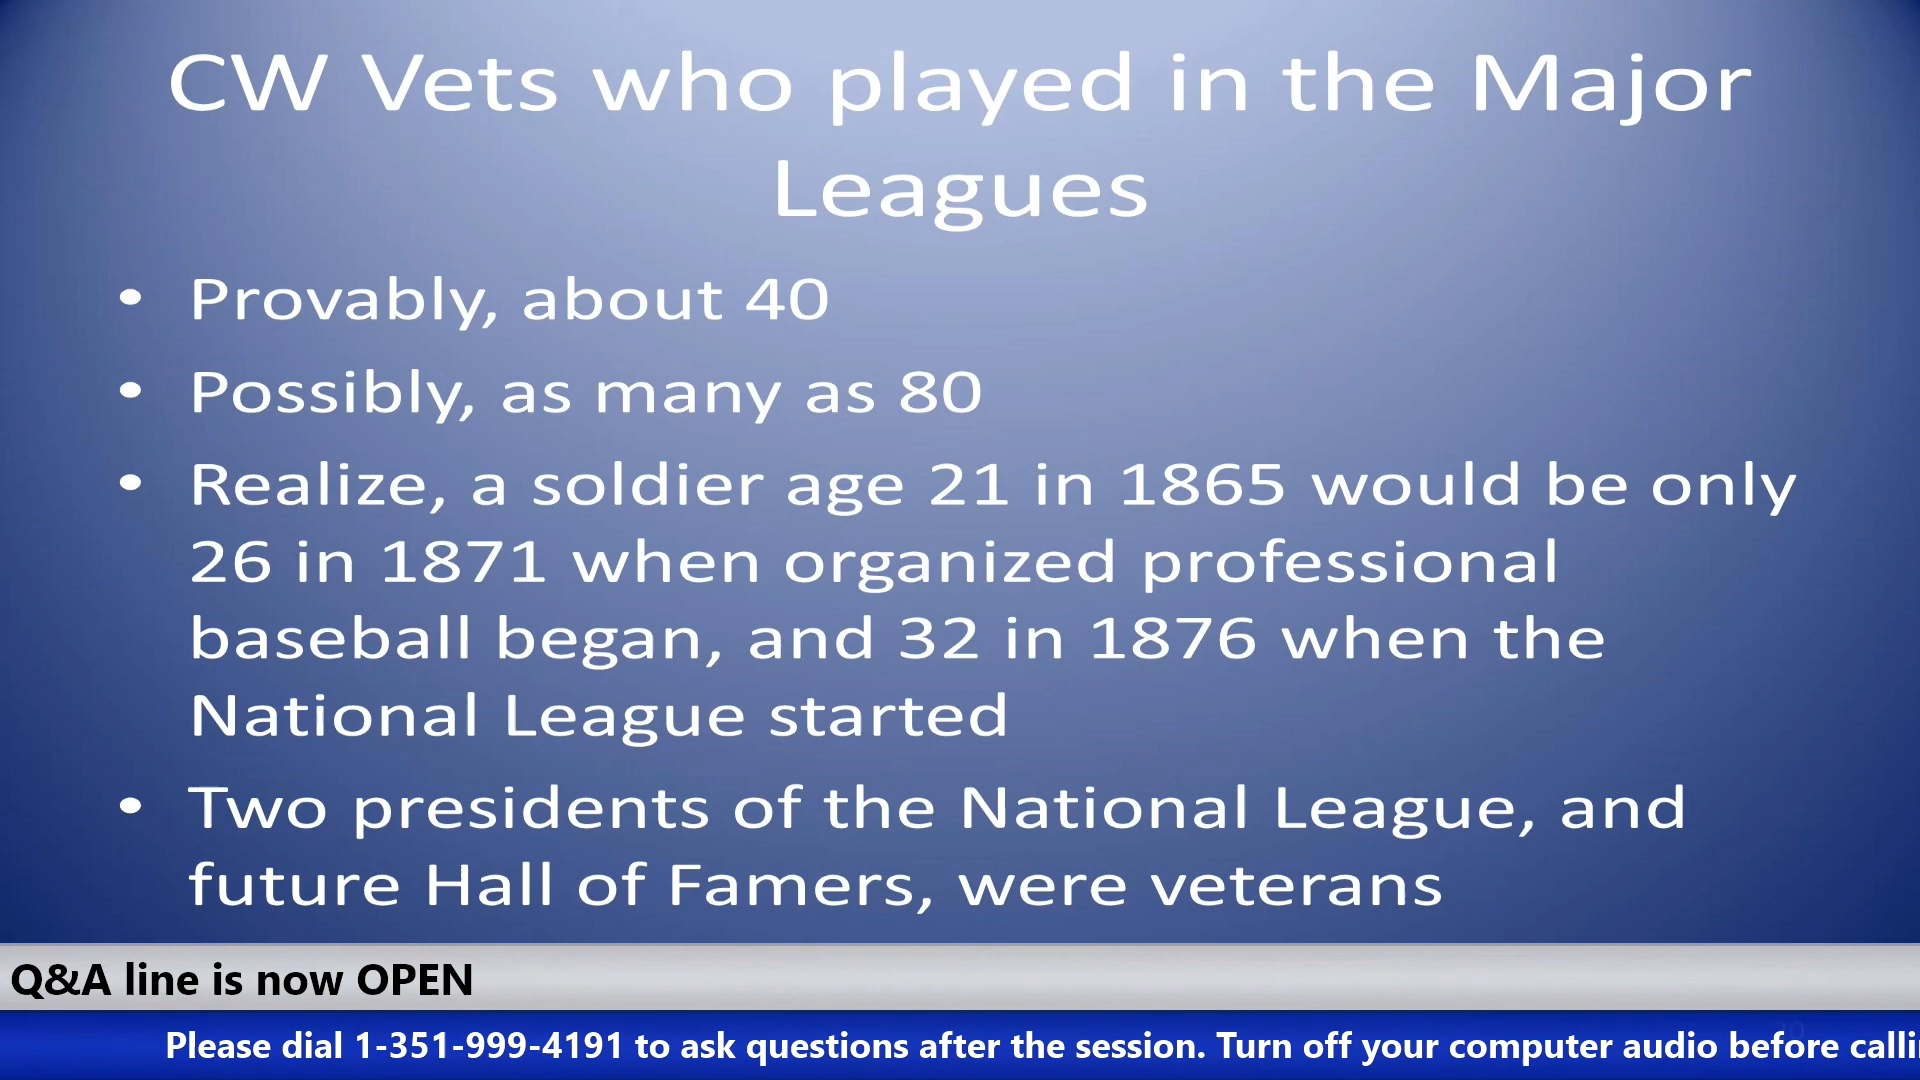 CW Vets who played in the Major
Leagues
• Provably, about 40
• Possibly, as many as 80
• Realize, a soldier age 21 in 1865 would be only
26 in 1871 when organized professional
baseball began, and 32 in 1876 when the
National League started
• Two presidents of the National League, and
future Hall of Famers, were veterans
Q&A line is now OPEN
Please dial 1-351-999-4191 to ask questions after the session. Turn off your computer audio before calli